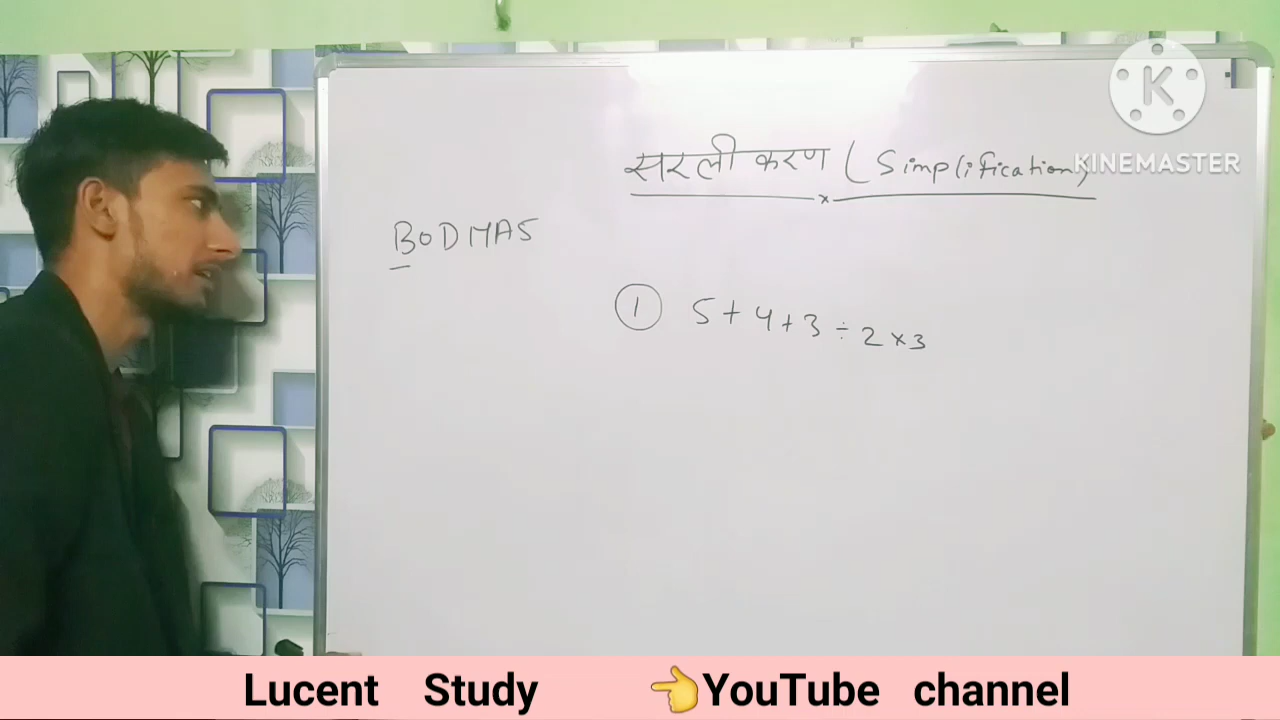 K
KINEMASTER
सरलीकरण (Simplification)
BODMAS
① 5+4+3÷2×3
Lucent Study 👈YouTube channel